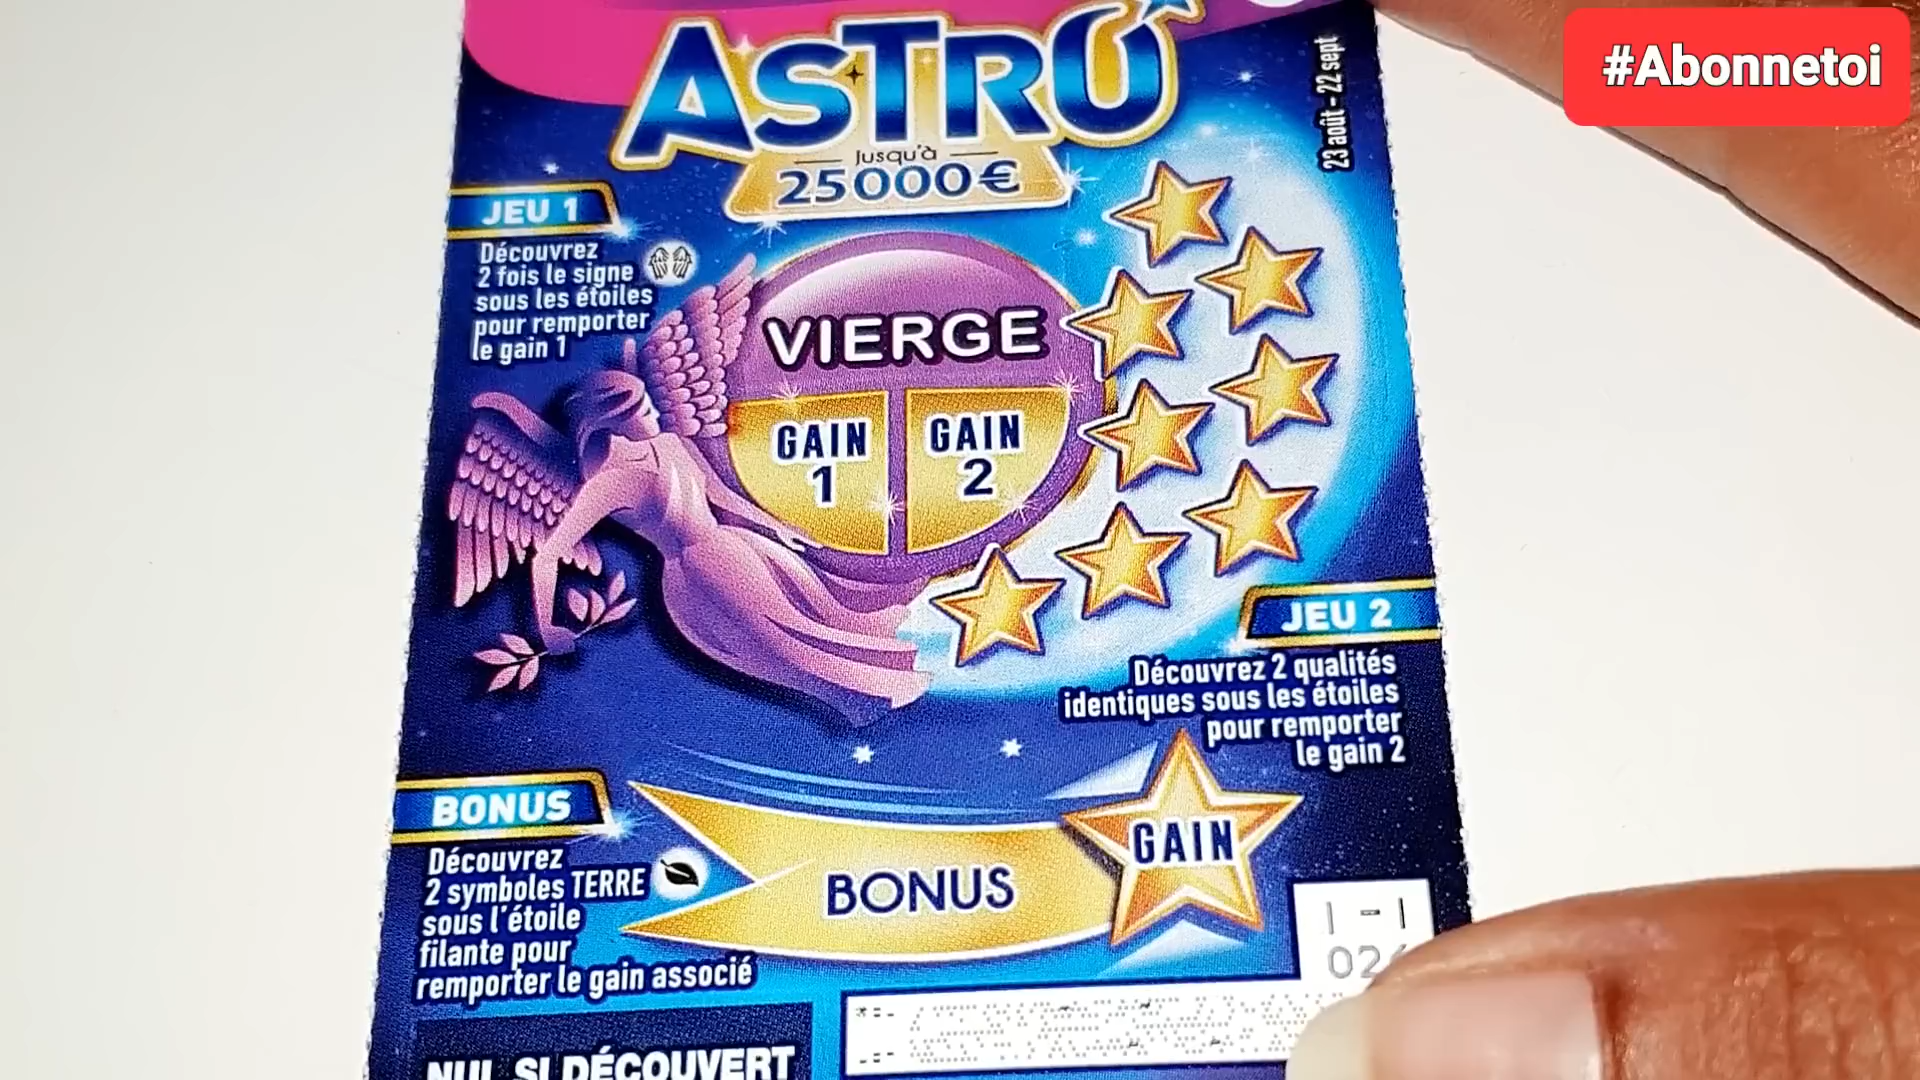 #Abonnetoi
ASTRO
Jusqu'à
25 000 €
23 août - 22 sept
JEU 1
Découvrez
2 fois le signe
sous les étoiles
pour remporter
le gain 1
VIERGE
GAIN
1
GAIN
2
JEU 2
Découvrez 2 qualités
identiques sous les étoiles
pour remporter
le gain 2
BONUS
Découvrez
2 symboles TERRE
sous l'étoile
filante pour
remporter le gain associé
BONUS
GAIN
NUL SI DÉCOUVERT